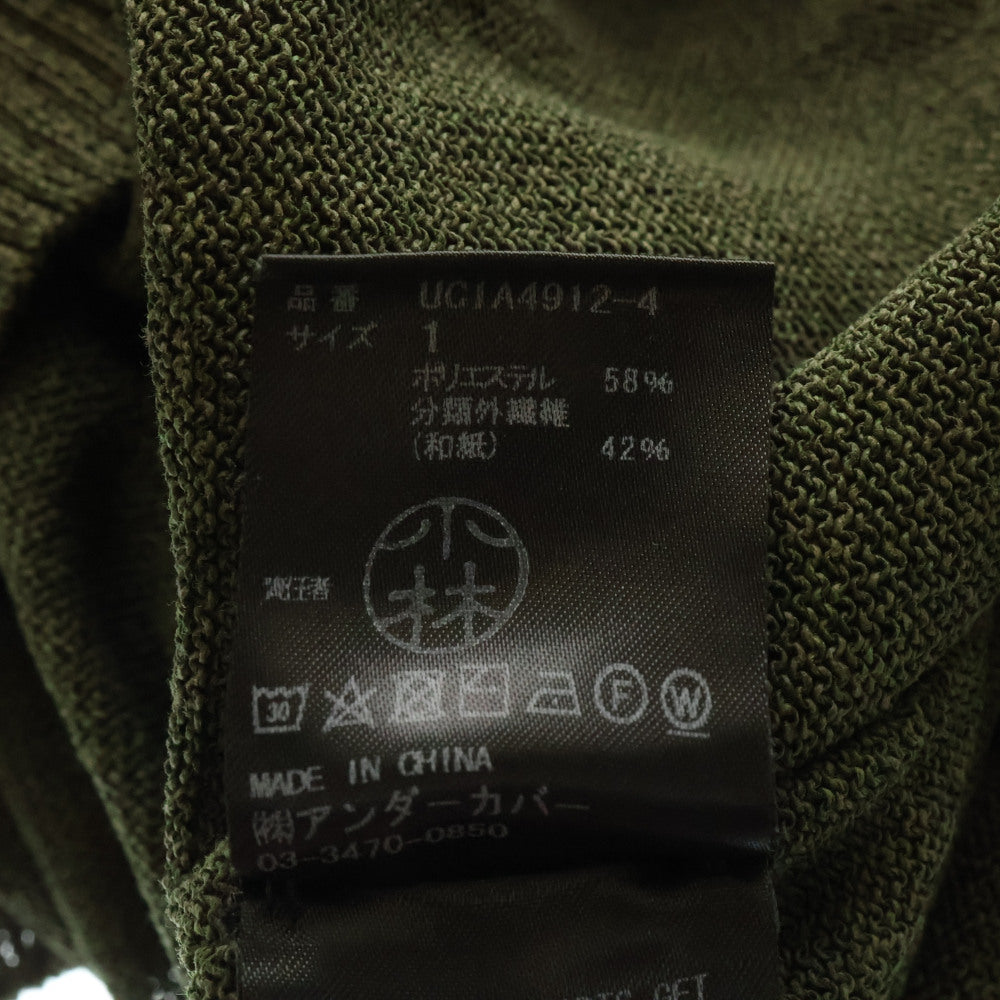 品番 UC1A4912-4
サイズ 1
ポリエステル 58%
分類外繊維
(和紙) 42%
小林
30
F
W
MADE IN CHINA
(株)アンダーカバー
03-3470-0850
GET